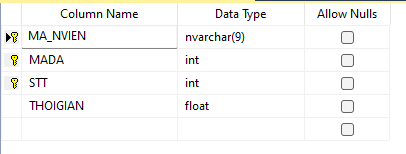 Column Name Data Type Allow Nulls
MA_NVIEN nvarchar(9)
MADA int
STT int
THOIGIAN float